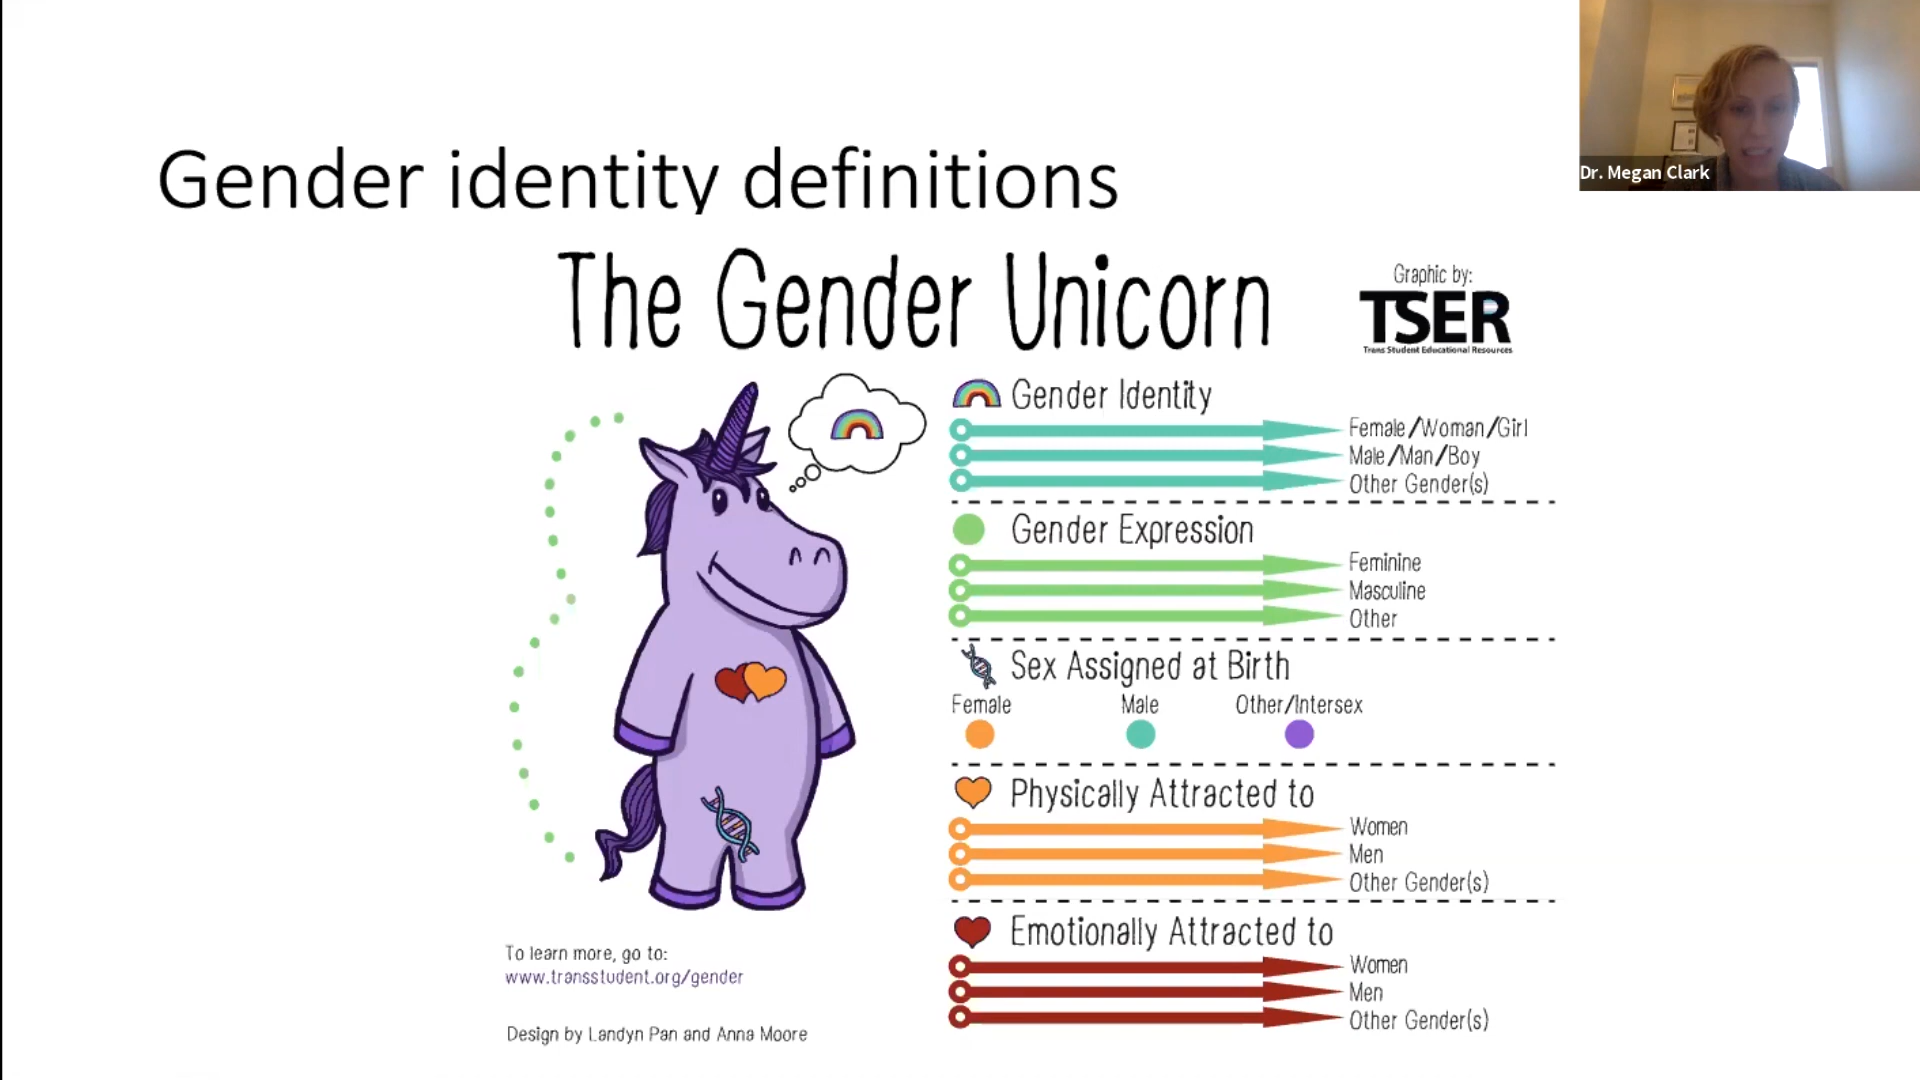 Dr. Megan Clark
Gender identity definitions
The Gender Unicorn
Graphic by:
TSER
Trans Student Educational Resources
Gender Identity
Female/Woman/Girl
Male/Man/Boy
Other Gender(s)
Gender Expression
Feminine
Masculine
Other
Sex Assigned at Birth
Female Male Other/Intersex
Physically Attracted to
Women
Men
Other Gender(s)
Emotionally Attracted to
Women
Men
Other Gender(s)
To learn more, go to:
www.transstudent.org/gender
Design by Landyn Pan and Anna Moore